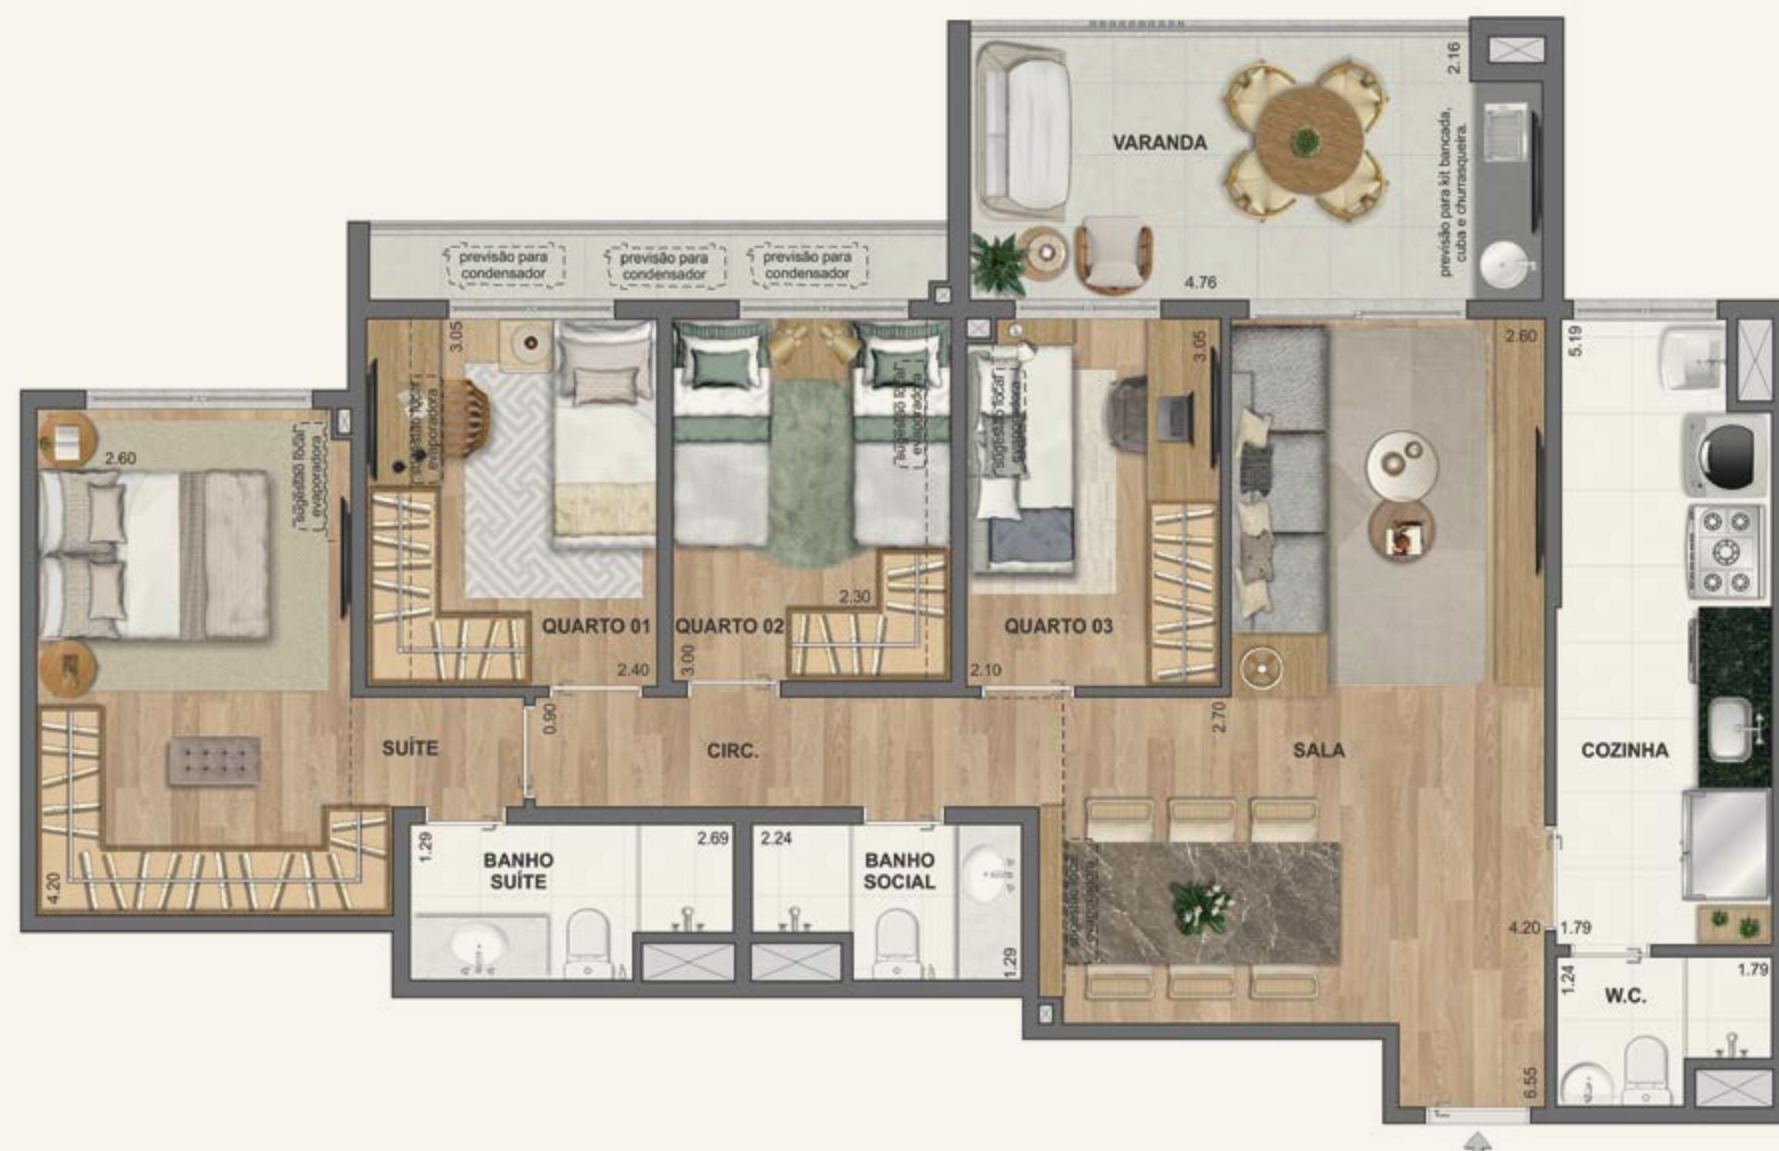 2.16
VARANDA
previsão para kit bancada,
cuba e churrasqueira.
4.76
previsão para
condensador
previsão para
condensador
previsão para
condensador
3.05
3.05
2.60
5.19
2.60
sugestão local
evaporadora
sugestão local
evaporadora
sugestão local
evaporadora
sugestão local
evaporadora
2.30
QUARTO 01
QUARTO 02
QUARTO 03
2.40
3.00
2.10
0.90
2.70
SUÍTE
CIRC.
SALA
COZINHA
1.29
2.69
2.24
BANHO
SUÍTE
BANHO
SOCIAL
4.20
sugestão local
evaporadora
4.20
1.79
1.29
1.24
1.79
W.C.
6.55